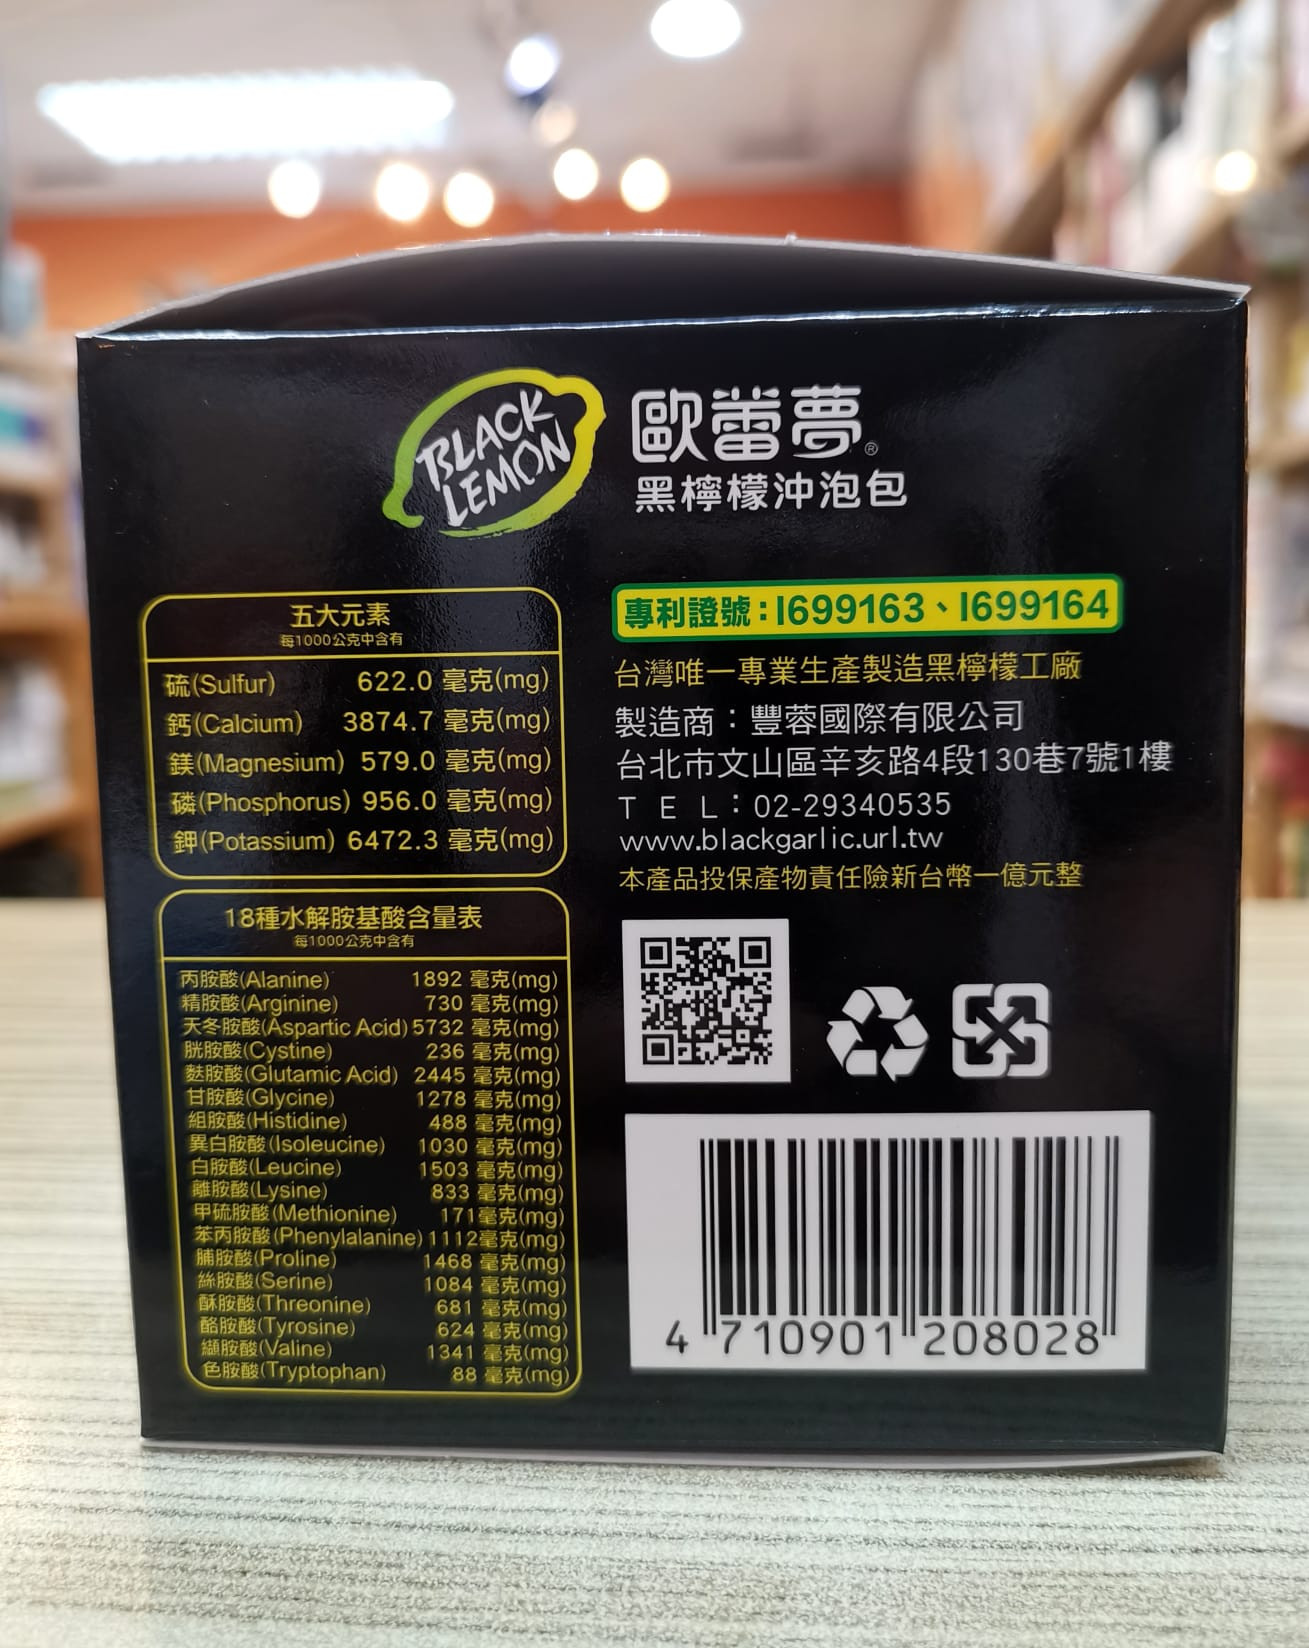 BLACK
LEMON
歐蕾夢®
黑檸檬沖泡包
五大元素
每1000公克中含有
硫(Sulfur) 622.0 毫克(mg)
鈣(Calcium) 3874.7 毫克(mg)
鎂(Magnesium) 579.0 毫克(mg)
磷(Phosphorus) 956.0 毫克(mg)
鉀(Potassium) 6472.3 毫克(mg)
18種水解胺基酸含量表
每1000公克中含有
丙胺酸(Alanine) 1892 毫克(mg)
精胺酸(Arginine) 730 毫克(mg)
天冬胺酸(Aspartic Acid) 5732 毫克(mg)
胱胺酸(Cystine) 236 毫克(mg)
麩胺酸(Glutamic Acid) 2445 毫克(mg)
甘胺酸(Glycine) 1278 毫克(mg)
組胺酸(Histidine) 488 毫克(mg)
異白胺酸(Isoleucine) 1030 毫克(mg)
白胺酸(Leucine) 1503 毫克(mg)
離胺酸(Lysine) 833 毫克(mg)
甲硫胺酸(Methionine) 171毫克(mg)
苯丙胺酸(Phenylalanine) 1112毫克(mg)
脯胺酸(Proline) 1468 毫克(mg)
絲胺酸(Serine) 1084 毫克(mg)
酥胺酸(Threonine) 681 毫克(mg)
酪胺酸(Tyrosine) 624 毫克(mg)
纈胺酸(Valine) 1341 毫克(mg)
色胺酸(Tryptophan) 88 毫克(mg)
專利證號：I699163、I699164
台灣唯一專業生產製造黑檸檬工廠
製造商：豐蓉國際有限公司
台北市文山區辛亥路4段130巷7號1樓
T E L：02-29340535
www.blackgarlic.url.tw
本產品投保產物責任險新台幣一億元整
4 710901 208028